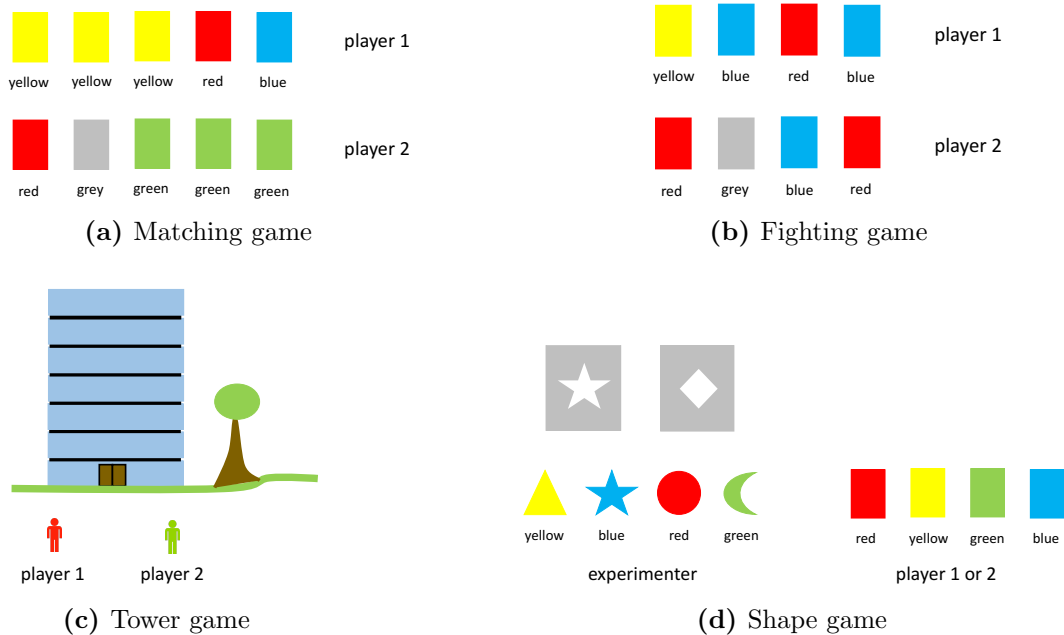 yellow yellow yellow red blue player 1
red grey green green green player 2
(a) Matching game
yellow blue red blue player 1
red grey blue red player 2
(b) Fighting game
player 1 player 2
(c) Tower game
yellow blue red green
experimenter
red yellow green blue
player 1 or 2
(d) Shape game